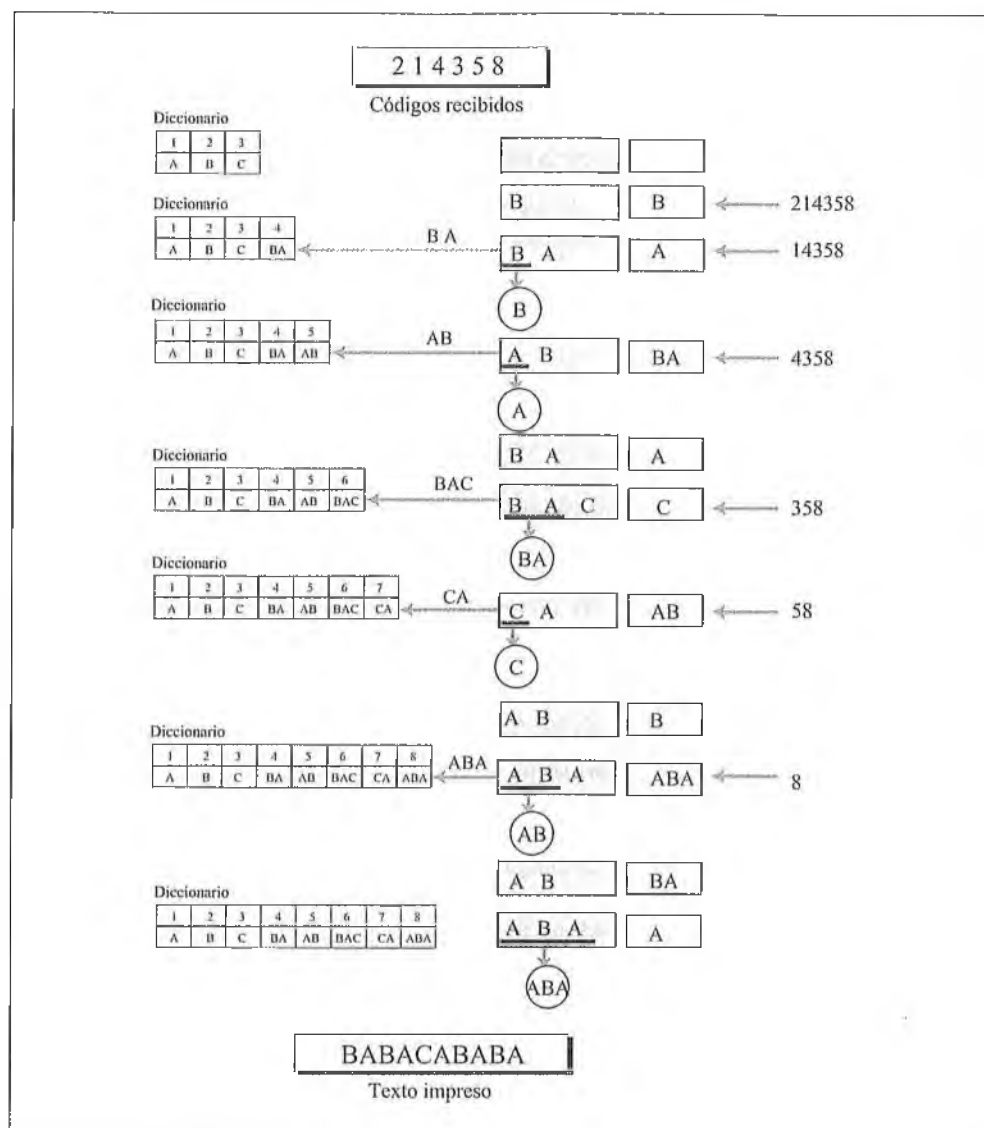 2 1 4 3 5 8
Códigos recibidos
Diccionario
1 2 3
A B C
B B 214358
Diccionario
1 2 3 4
A B C BA
B A
B A A 14358
B
Diccionario
1 2 3 4 5
A B C BA AB
AB
A B BA 4358
A
B A A
Diccionario
1 2 3 4 5 6
A B C BA AB BAC
BAC
B A C C 358
BA
Diccionario
1 2 3 4 5 6 7
A B C BA AB BAC CA
CA
C A AB 58
C
A B B
Diccionario
1 2 3 4 5 6 7 8
A B C BA AB BAC CA ABA
ABA
A B A ABA 8
AB
A B BA
Diccionario
1 2 3 4 5 6 7 8
A B C BA AB BAC CA ABA
A B A A
ABA
BABACABABA
Texto impreso